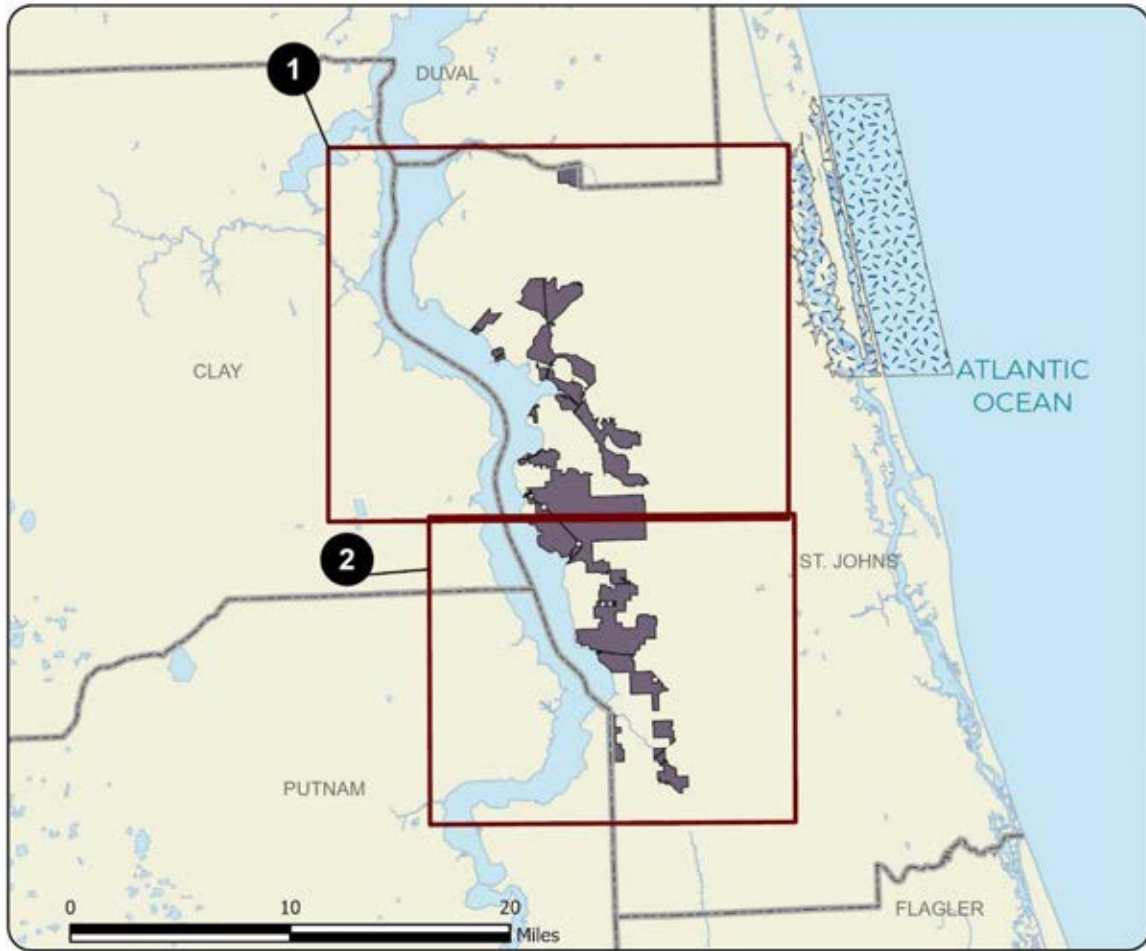 1
DUVAL
CLAY
ATLANTIC
OCEAN
2
ST. JOHNS
PUTNAM
FLAGLER
0 10 20
Miles